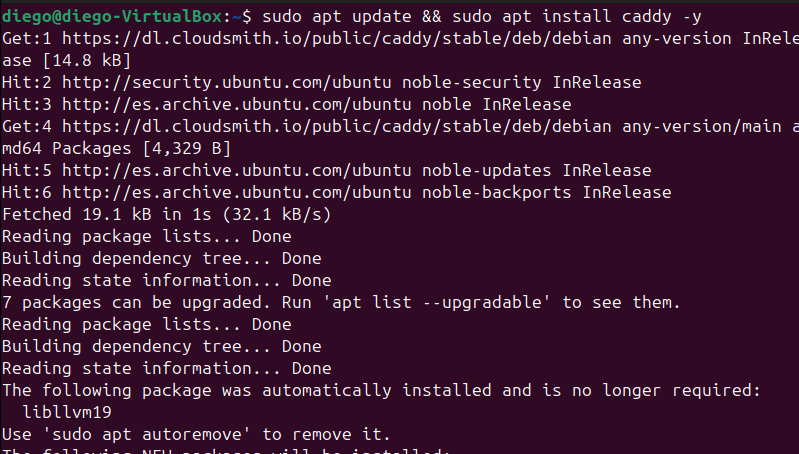 diego@diego-VirtualBox:~$ sudo apt update && sudo apt install caddy -y
Get:1 https://dl.cloudsmith.io/public/caddy/stable/deb/debian any-version InRele
ase [14.8 kB]
Hit:2 http://security.ubuntu.com/ubuntu noble-security InRelease
Hit:3 http://es.archive.ubuntu.com/ubuntu noble InRelease
Get:4 https://dl.cloudsmith.io/public/caddy/stable/deb/debian any-version/main a
md64 Packages [4,329 B]
Hit:5 http://es.archive.ubuntu.com/ubuntu noble-updates InRelease
Hit:6 http://es.archive.ubuntu.com/ubuntu noble-backports InRelease
Fetched 19.1 kB in 1s (32.1 kB/s)
Reading package lists... Done
Building dependency tree... Done
Reading state information... Done
7 packages can be upgraded. Run 'apt list --upgradable' to see them.
Reading package lists... Done
Building dependency tree... Done
Reading state information... Done
The following package was automatically installed and is no longer required:
  libllvm19
Use 'sudo apt autoremove' to remove it.
The following NEW packages will be installed: